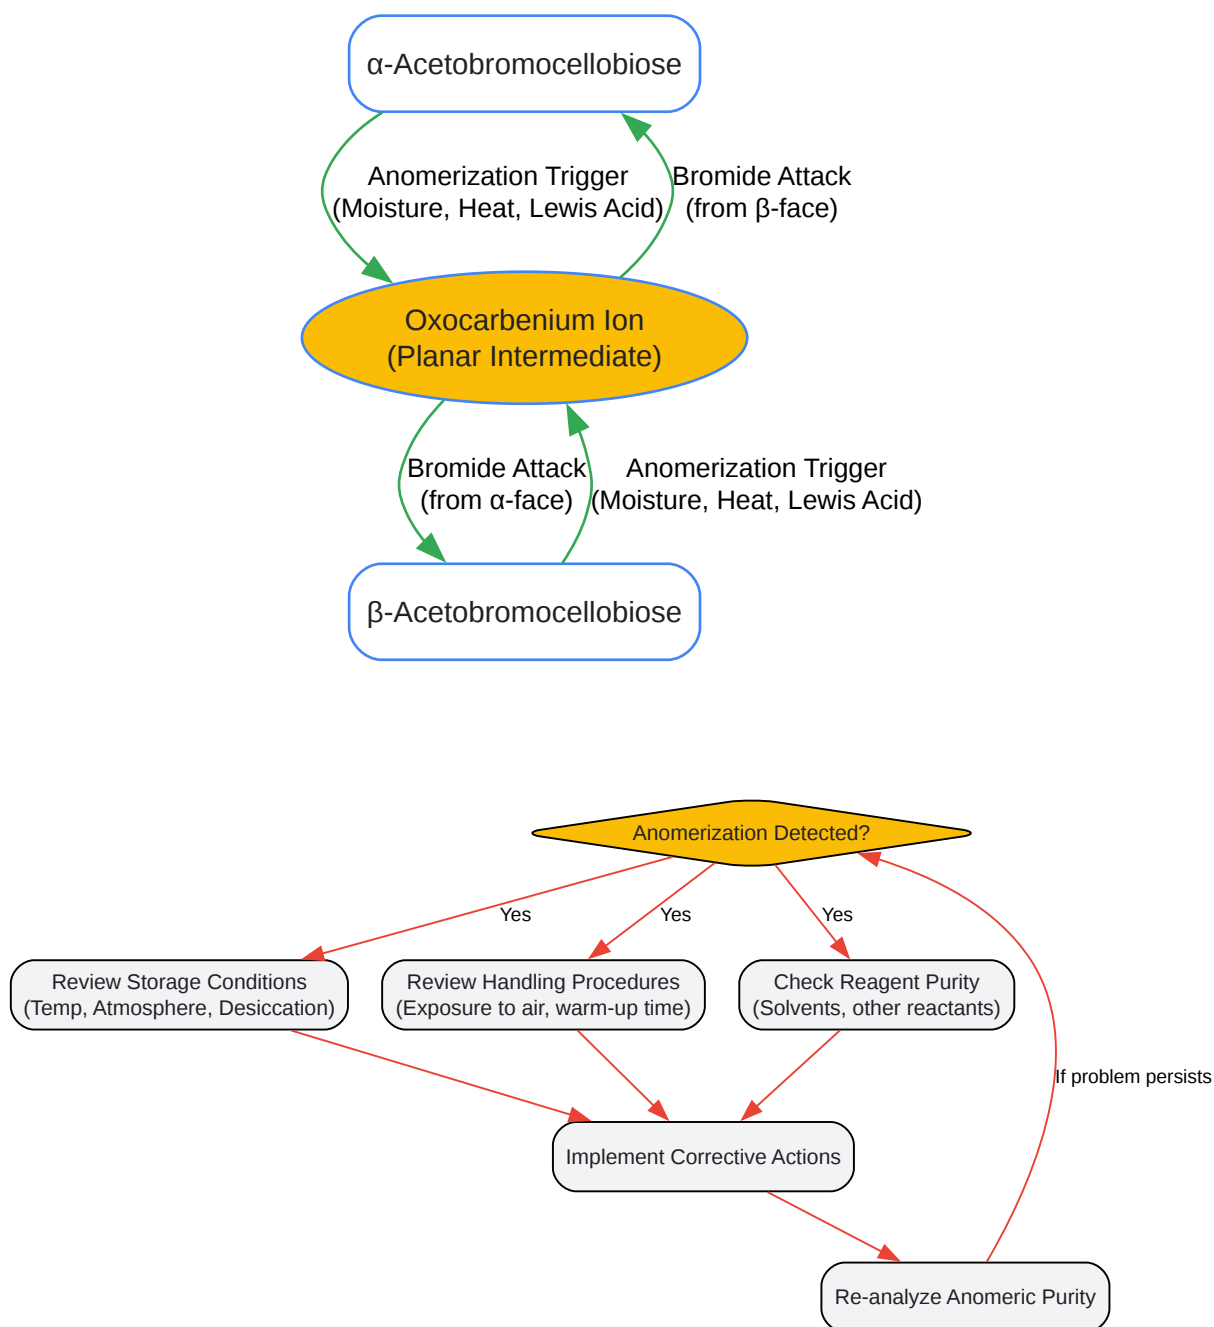 α-Acetobromocellobiose
Anomerization Trigger
(Moisture, Heat, Lewis Acid)
Bromide Attack
(from β-face)
Oxocarbenium Ion
(Planar Intermediate)
Bromide Attack
(from α-face)
Anomerization Trigger
(Moisture, Heat, Lewis Acid)
β-Acetobromocellobiose
Anomerization Detected?
Yes
Yes
Yes
Review Storage Conditions
(Temp, Atmosphere, Desiccation)
Review Handling Procedures
(Exposure to air, warm-up time)
Check Reagent Purity
(Solvents, other reactants)
If problem persists
Implement Corrective Actions
Re-analyze Anomeric Purity